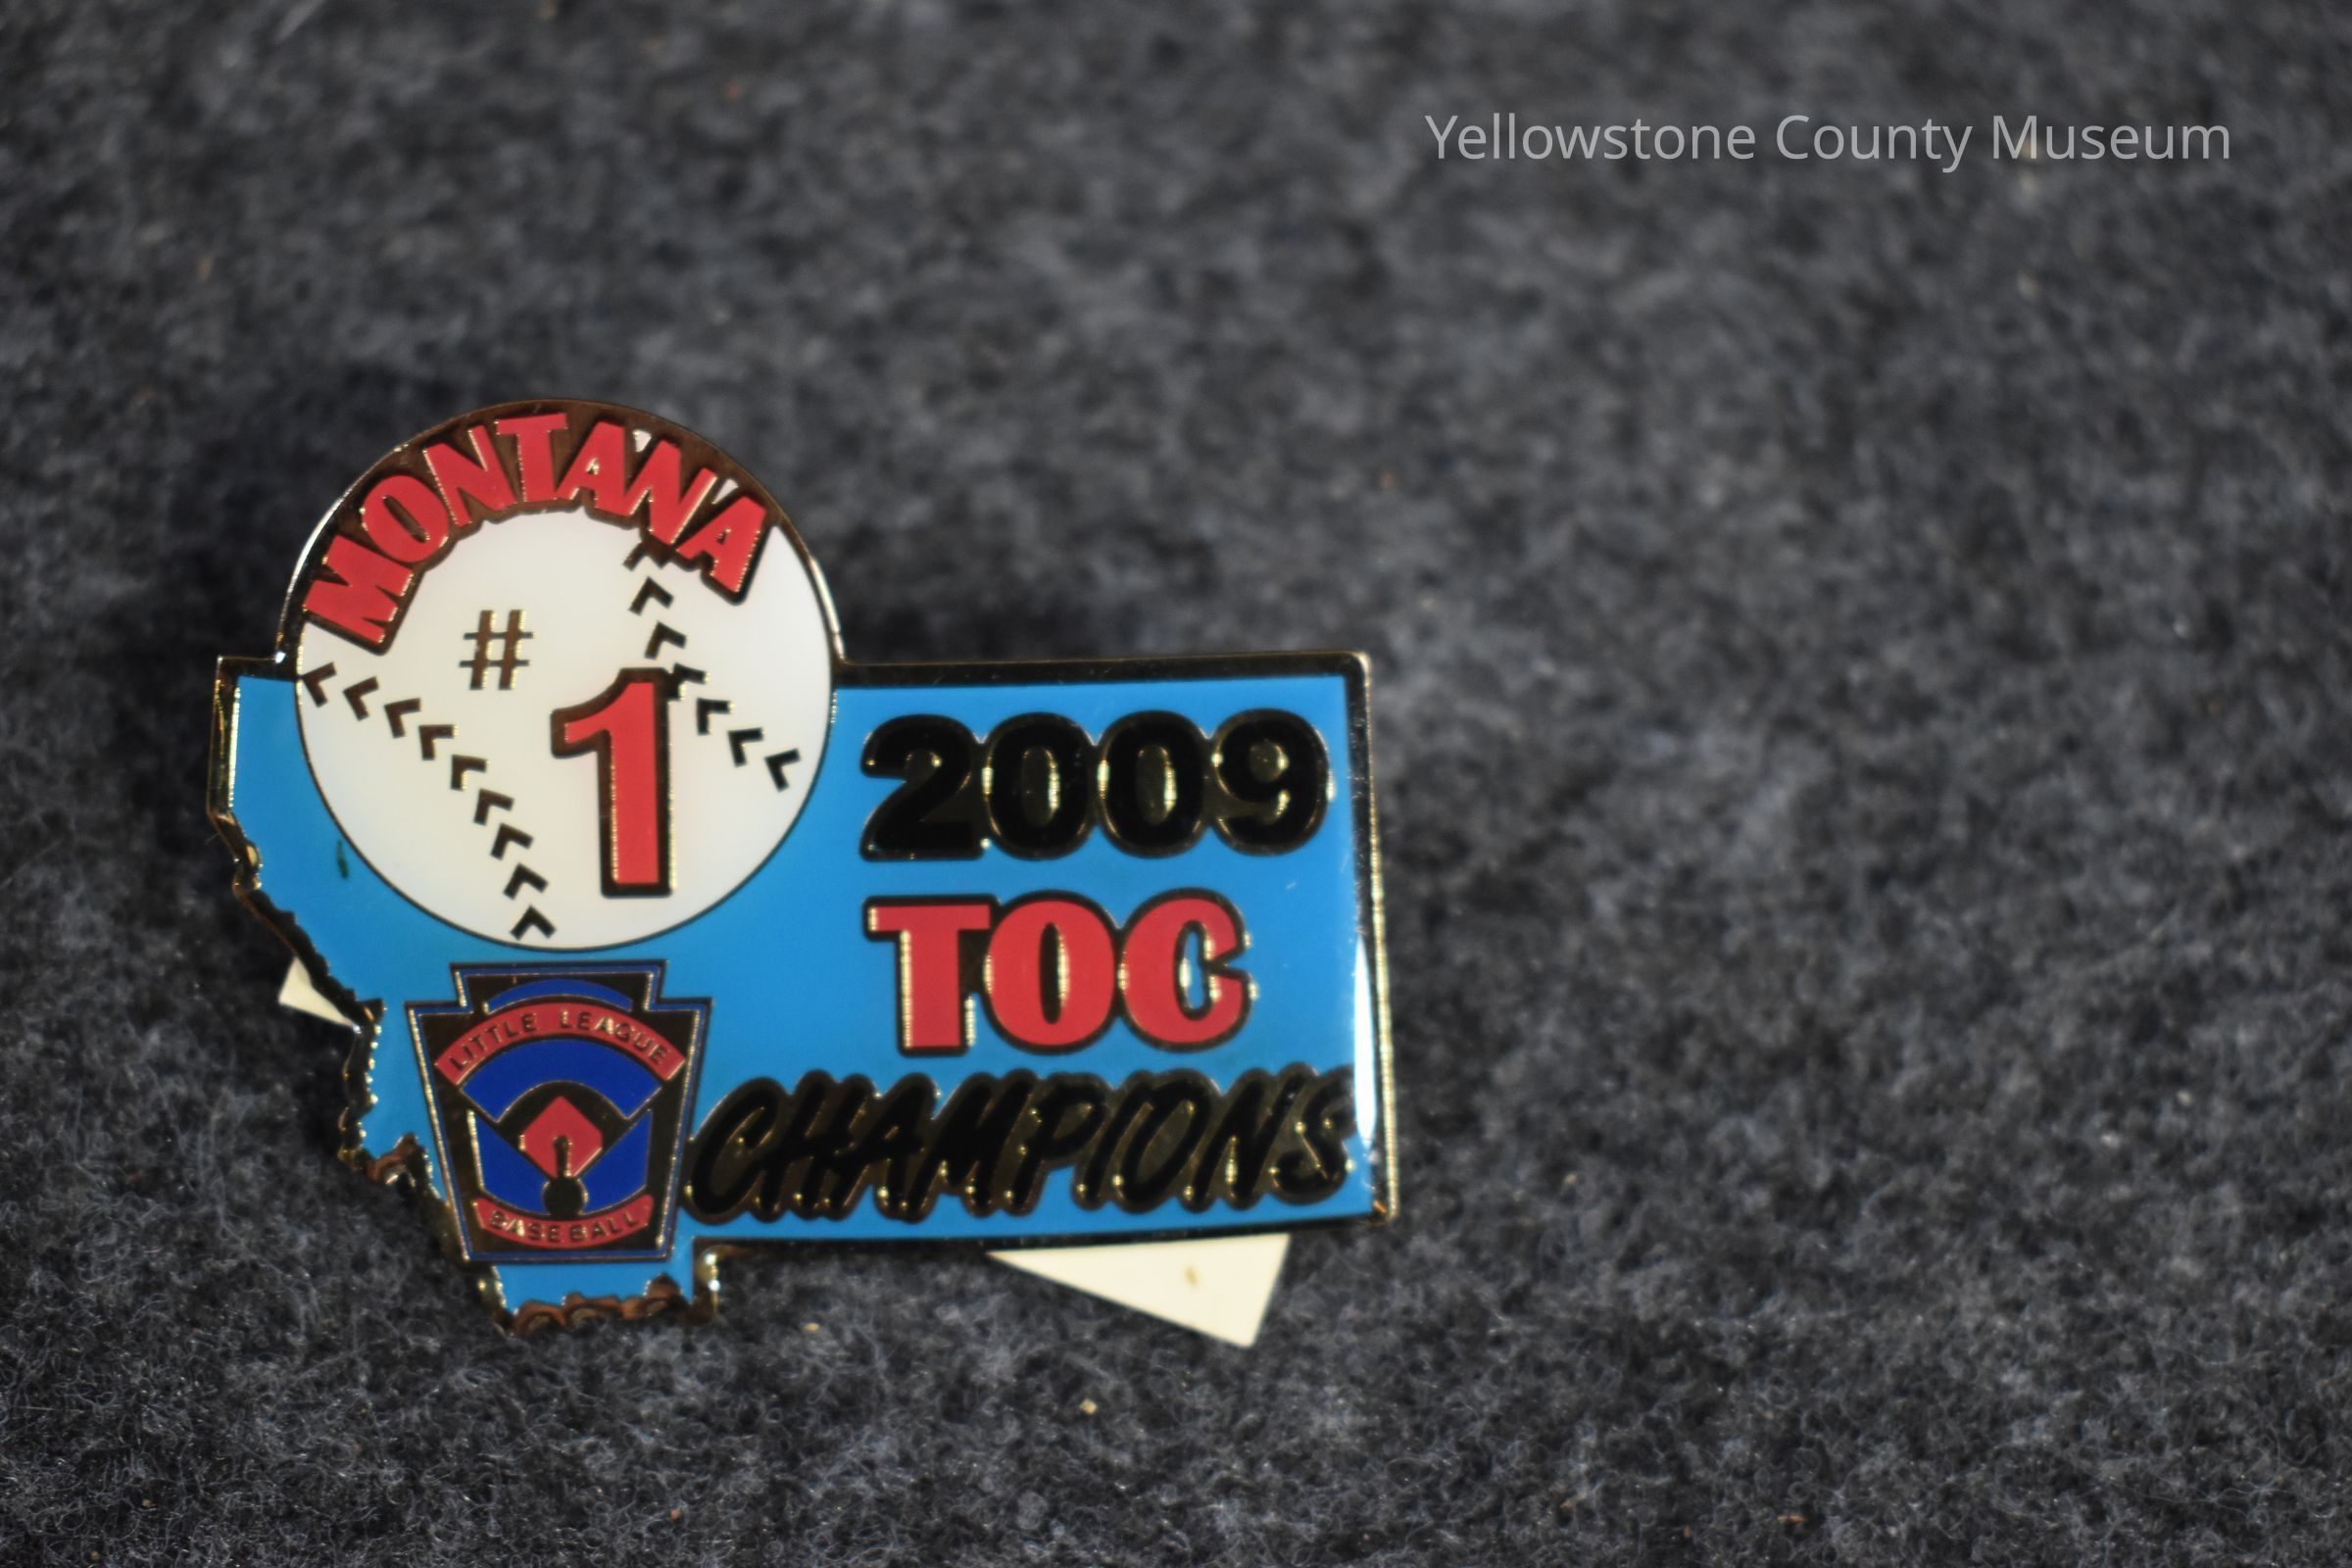 Yellowstone County Museum
MONTANA
#
1
2009
TOC
CHAMPIONS
LITTLE LEAGUE
BASEBALL